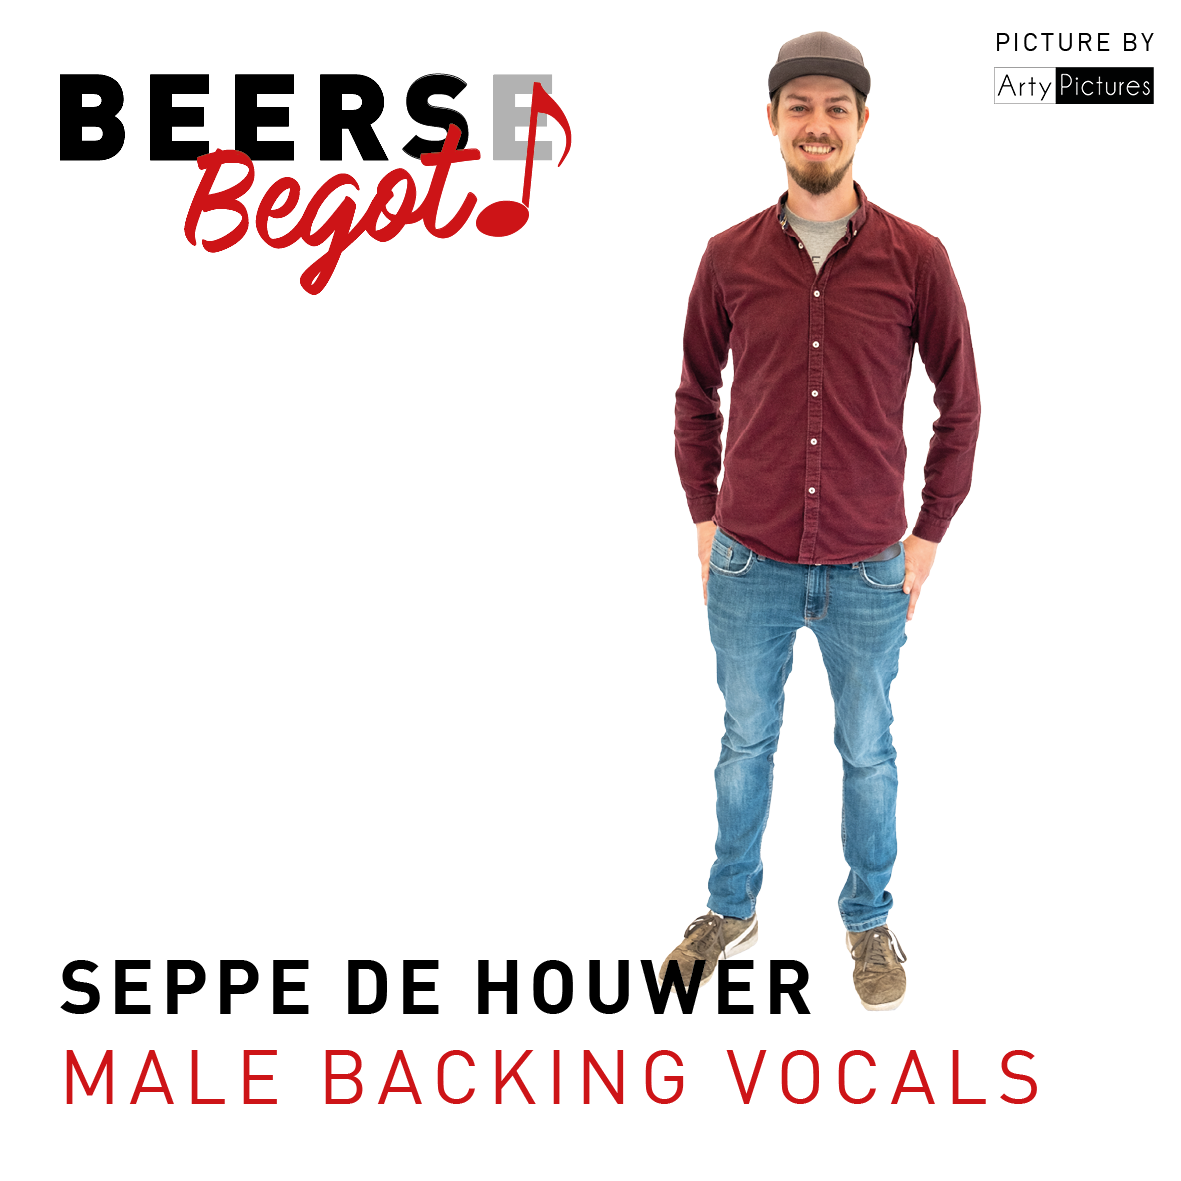 BEERSE
Begot
PICTURE BY
Arty Pictures
SEPPE DE HOUWER
MALE BACKING VOCALS